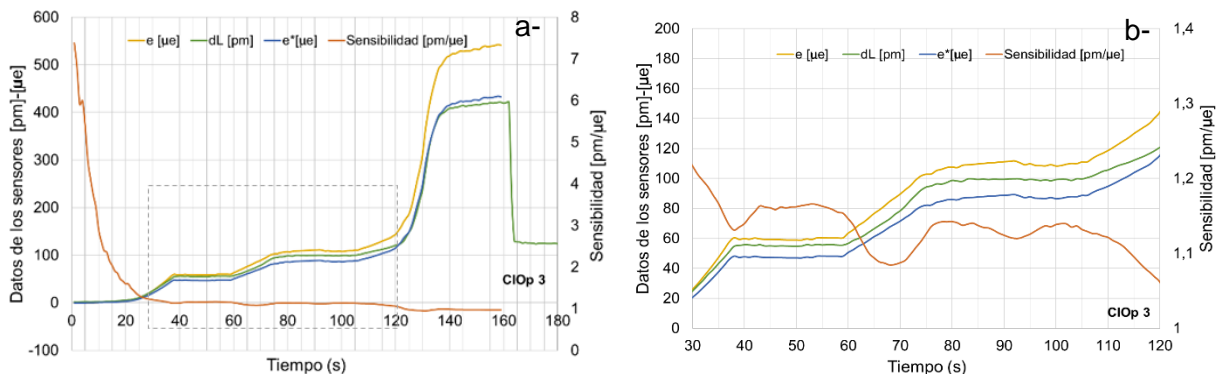 a-
e [µe] dL [pm] e*[µe] Sensibilidad [pm/µe]
Datos de los sensores [pm]-[µe]
600
500
400
300
200
100
0
-100
8
7
6
5
4
3
2
1
0
Sensibilidad [pm/µe]
ClOp 3
0 20 40 60 80 100 120 140 160 180
Tiempo (s)
b-
e [µe] dL [pm] e*[µe] Sensibilidad [pm/µe]
Datos de los sensores [pm]-[µe]
200
180
160
140
120
100
80
60
40
20
0
1,4
1,3
1,2
1,1
1
Sensibilidad [pm/µe]
ClOp 3
30 40 50 60 70 80 90 100 110 120
Tiempo (s)